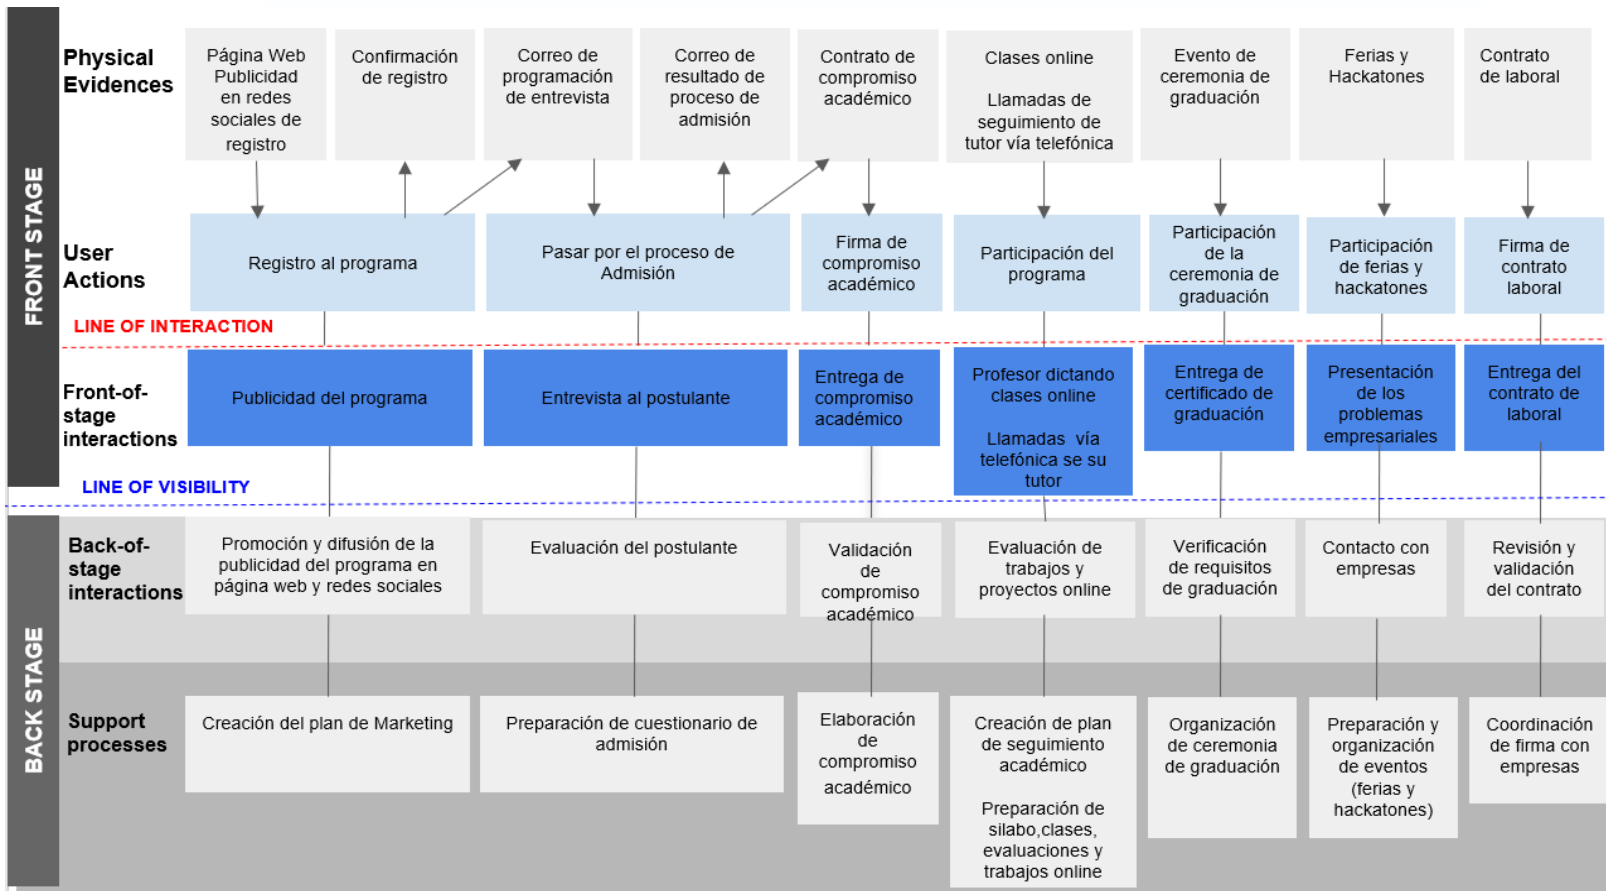 FRONT STAGE
Physical
Evidences
Página Web
Publicidad
en redes
sociales de
registro
Confirmación
de registro
Correo de
programación
de entrevista
Correo de
resultado de
proceso de
admisión
Contrato de
compromiso
académico
Clases online
Llamadas de
seguimiento de
tutor vía telefónica
Evento de
ceremonia de
graduación
Ferias y
Hackatones
Contrato
de laboral
User
Actions
Registro al programa
Pasar por el proceso de
Admisión
Firma de
compromiso
académico
Participación del
programa
Participación
de la
ceremonia de
graduación
Participación
de ferias y
hackatones
Firma de
contrato
laboral
LINE OF INTERACTION
Front-of-
stage
interactions
Publicidad del programa
Entrevista al postulante
Entrega de
compromiso
académico
Profesor dictando
clases online
Llamadas vía
telefónica se su
tutor
Entrega de
certificado de
graduación
Presentación
de los
problemas
empresariales
Entrega del
contrato de
laboral
LINE OF VISIBILITY
BACK STAGE
Back-of-
stage
interactions
Promoción y difusión de la
publicidad del programa en
página web y redes sociales
Evaluación del postulante
Validación
de
compromiso
académico
Evaluación de
trabajos y
proyectos online
Verificación
de requisitos
de graduación
Contacto con
empresas
Revisión y
validación
del contrato
Support
processes
Creación del plan de Marketing
Preparación de cuestionario de
admisión
Elaboración
de
compromiso
académico
Creación de plan
de seguimiento
académico
Preparación de
silabo,clases,
evaluaciones y
trabajos online
Organización
de ceremonia
de graduación
Preparación y
organización
de eventos
(ferias y
hackatones)
Coordinación
de firma con
empresas